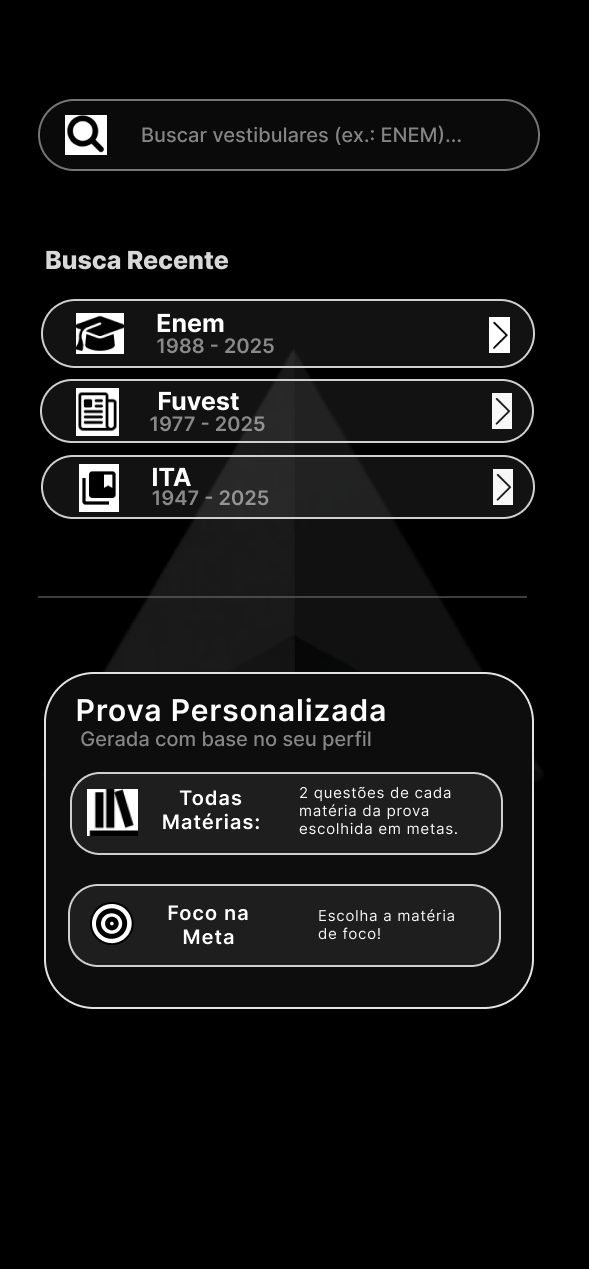 Buscar vestibulares (ex.: ENEM)...
Busca Recente
Enem
1988 - 2025
Fuvest
1977 - 2025
ITA
1947 - 2025
Prova Personalizada
Gerada com base no seu perfil
Todas
Matérias:
2 questões de cada
matéria da prova
escolhida em metas.
Foco na
Meta
Escolha a matéria
de foco!